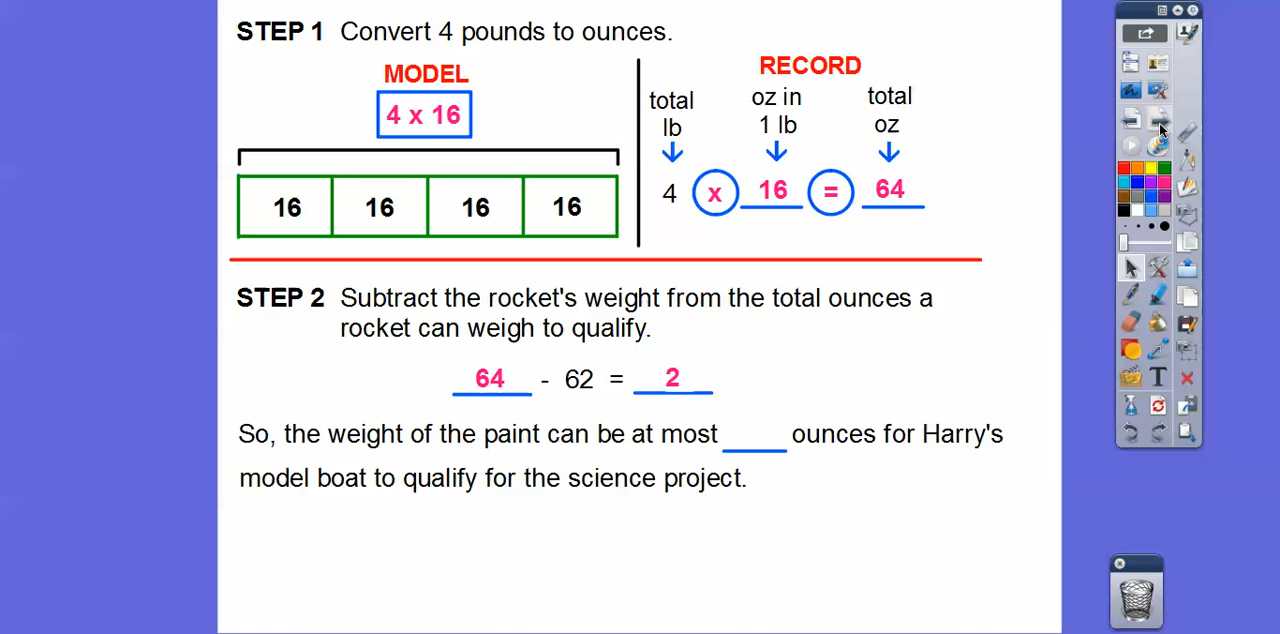 STEP 1 Convert 4 pounds to ounces.
MODEL
4 x 16
16 16 16 16
RECORD
total oz in total
lb 1 lb oz
4 x 16 = 64
STEP 2 Subtract the rocket's weight from the total ounces a
rocket can weigh to qualify.
64 - 62 = 2
So, the weight of the paint can be at most ____ ounces for Harry's
model boat to qualify for the science project.
T